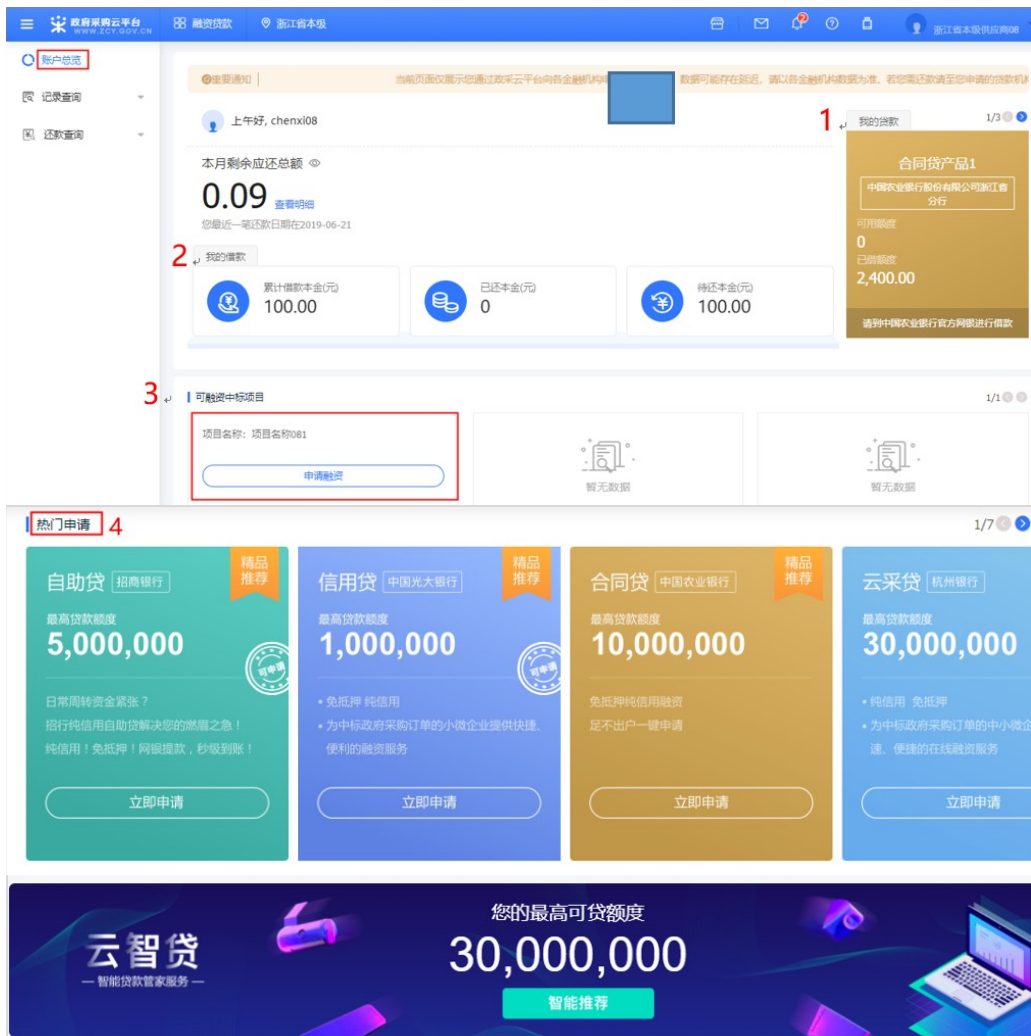 政府采购云平台
WWW.ZCY.GOV.CN
融资贷款
浙江省本级
2
浙江省本级供应商08
账户总览
记录查询
还款查询
重要通知
当前页面仅展示您通过政采云平台向各金融机构
数据可能存在延迟，请以各金融机构数据为准，若您需还款请至您申请的贷款机
上午好, chenxi08
1
我的贷款
1/3
本月剩余应还总额
0.09 查看明细
您最近一笔还款日期在2019-06-21
合同贷产品1
中国农业银行股份有限公司浙江省
分行
可用额度
0
已借额度
2,400.00
请到中国农业银行官方网银进行借款
2
我的借款
累计借款本金(元)
100.00
已还本金(元)
0
待还本金(元)
100.00
3
可融资中标项目
1/1
项目名称：项目名称081
申请融资
暂无数据
暂无数据
热门申请
4
1/7
自助贷 招商银行
精品
推荐
最高贷款额度
5,000,000
可申请
日常周转资金紧张？
招行纯信用自助贷解决您的燃眉之急！
纯信用！免抵押！网银提款，秒级到账！
立即申请
信用贷 中国光大银行
精品
推荐
最高贷款额度
1,000,000
可申请
• 免抵押 纯信用
• 为中标政府采购订单的小微企业提供快捷、
便利的融资服务
立即申请
合同贷 中国农业银行
精品
推荐
最高贷款额度
10,000,000
免抵押纯信用融资
足不出户一键申请
立即申请
云采贷 杭州银行
最高贷款额度
30,000,000
• 纯信用 免抵押
• 为中标政府采购订单的中小微企
速、便捷的在线融资服务
立即申请
云智贷
— 智能贷款管家服务 —
您的最高可贷额度
30,000,000
智能推荐